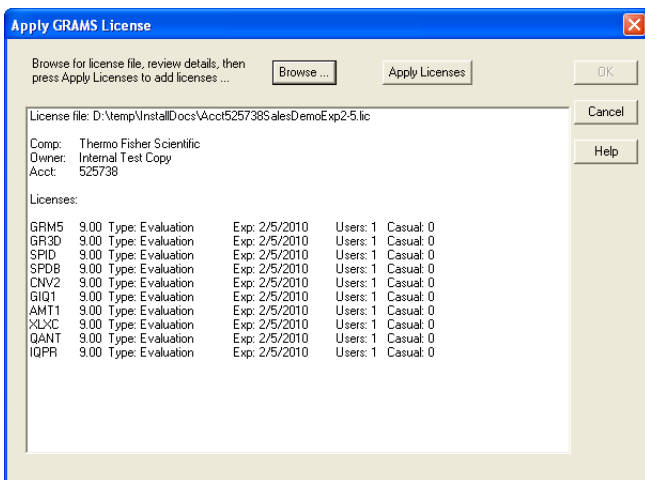 Apply GRAMS License
Browse for license file, review details, then
press Apply Licenses to add licenses ...
Browse ...
Apply Licenses
OK
Cancel
Help
License file: D:\temp\InstallDocs\Acct525738SalesDemoExp2-5.lic
Comp: Thermo Fisher Scientific
Owner: Internal Test Copy
Acct: 525738
Licenses:
GRM5 9.00 Type: Evaluation Exp: 2/5/2010 Users: 1 Casual: 0
GR3D 9.00 Type: Evaluation Exp: 2/5/2010 Users: 1 Casual: 0
SPID 9.00 Type: Evaluation Exp: 2/5/2010 Users: 1 Casual: 0
SPDB 9.00 Type: Evaluation Exp: 2/5/2010 Users: 1 Casual: 0
CNV2 9.00 Type: Evaluation Exp: 2/5/2010 Users: 1 Casual: 0
GIQ1 9.00 Type: Evaluation Exp: 2/5/2010 Users: 1 Casual: 0
AMT1 9.00 Type: Evaluation Exp: 2/5/2010 Users: 1 Casual: 0
XLXC 9.00 Type: Evaluation Exp: 2/5/2010 Users: 1 Casual: 0
QANT 9.00 Type: Evaluation Exp: 2/5/2010 Users: 1 Casual: 0
IQPR 9.00 Type: Evaluation Exp: 2/5/2010 Users: 1 Casual: 0